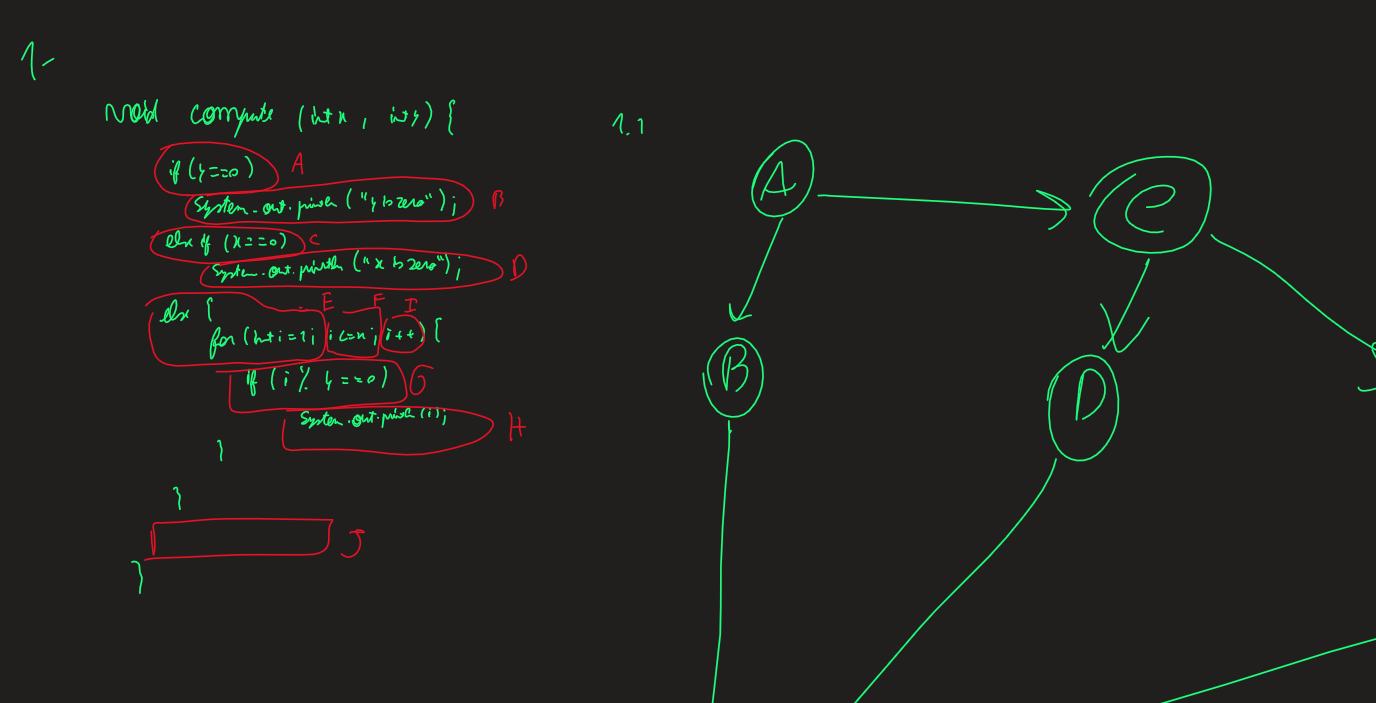 1-
void compute (int x, int y) {
if (y==0) A
System.out.println ("y is zero"); B
else if (x==0) C
System.out.println ("x is zero"); D
else { E F I
for (int i=1; i<=x; i++) {
if (i % y ==0) G
System.out.println (i); H
}
}
J
}
1.1
A
C
B
D